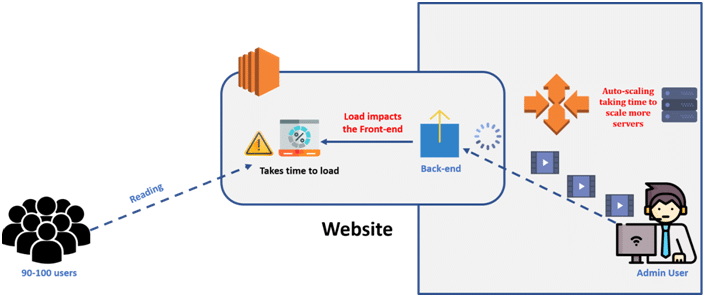 Auto-scaling
taking time to
scale more
servers
Load impacts
the Front-end
Takes time to load
Back-end
Reading
Website
90-100 users
Admin User